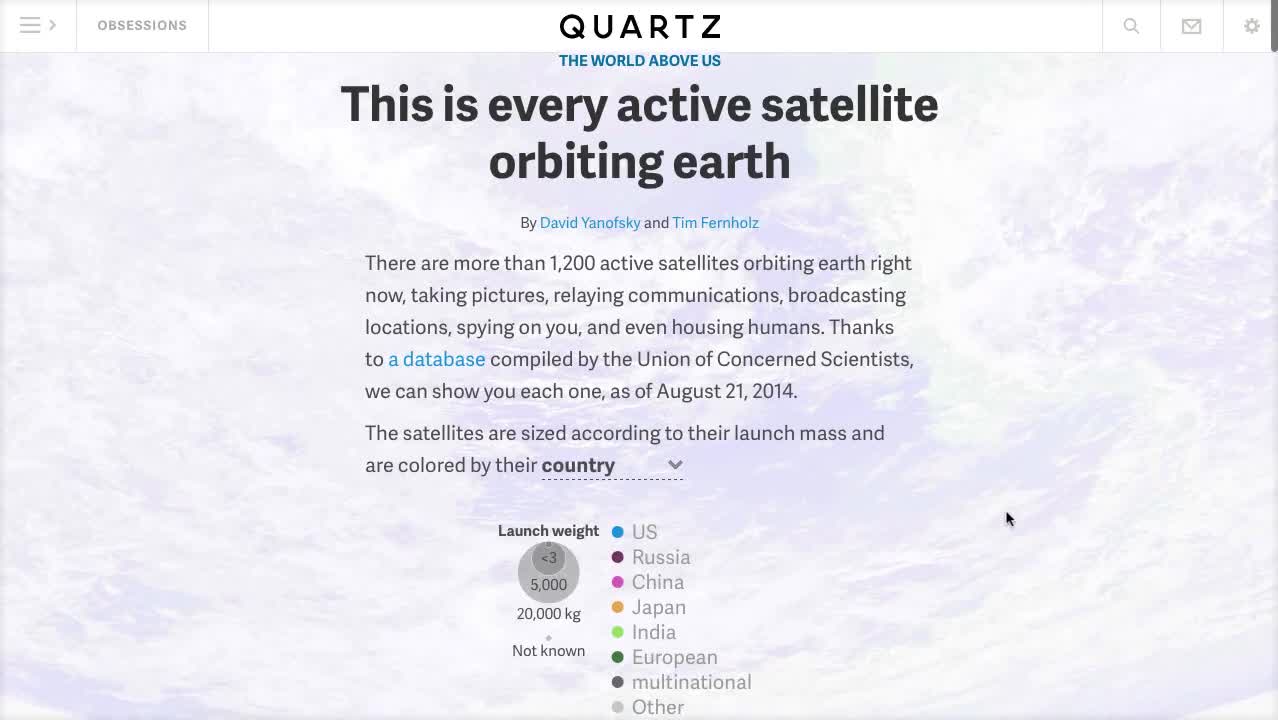 OBSESSIONS
QUARTZ
THE WORLD ABOVE US
This is every active satellite
orbiting earth
By David Yanofsky and Tim Fernholz
There are more than 1,200 active satellites orbiting earth right
now, taking pictures, relaying communications, broadcasting
locations, spying on you, and even housing humans. Thanks
to a database compiled by the Union of Concerned Scientists,
we can show you each one, as of August 21, 2014.
The satellites are sized according to their launch mass and
are colored by their country
Launch weight
<3
5,000
20,000 kg
Not known
US
Russia
China
Japan
India
European
multinational
Other